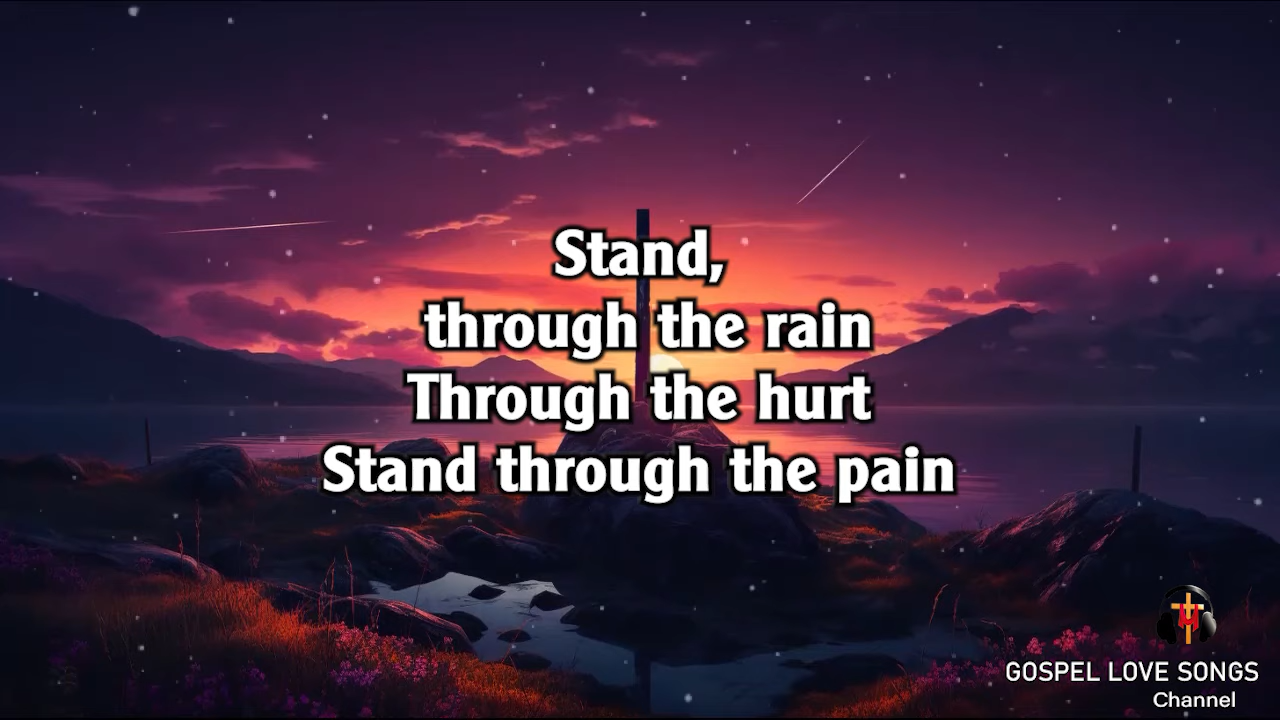 Stand,
through the rain
Through the hurt
Stand through the pain
GOSPEL LOVE SONGS
Channel